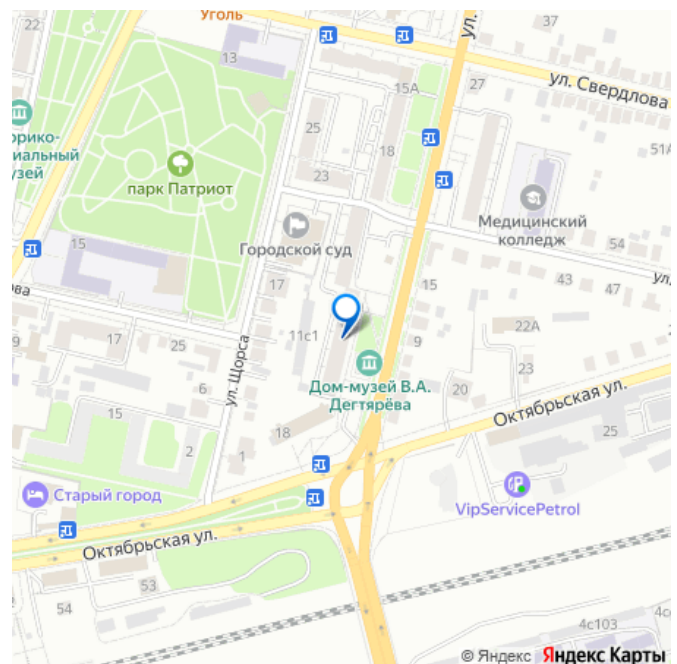 Уголь
22
13
37
ул.
ул. Свердлова
15А
27
25
18
51А
орико-
иальный
узей
парк Патриот
23
Медицинский
колледж
Городской суд
15
54
ул.
ова
17
15
43
47
11с1
22А
9
17
25
9
23
ул. Щорса
6
Дом-музей В.А.
Дегтярёва
20
Октябрьская ул.
15
18
25
2
1
Старый город
VipServicePetrol
Октябрьская ул.
53
54
4с103
4с
© Яндекс Яндекс Карты